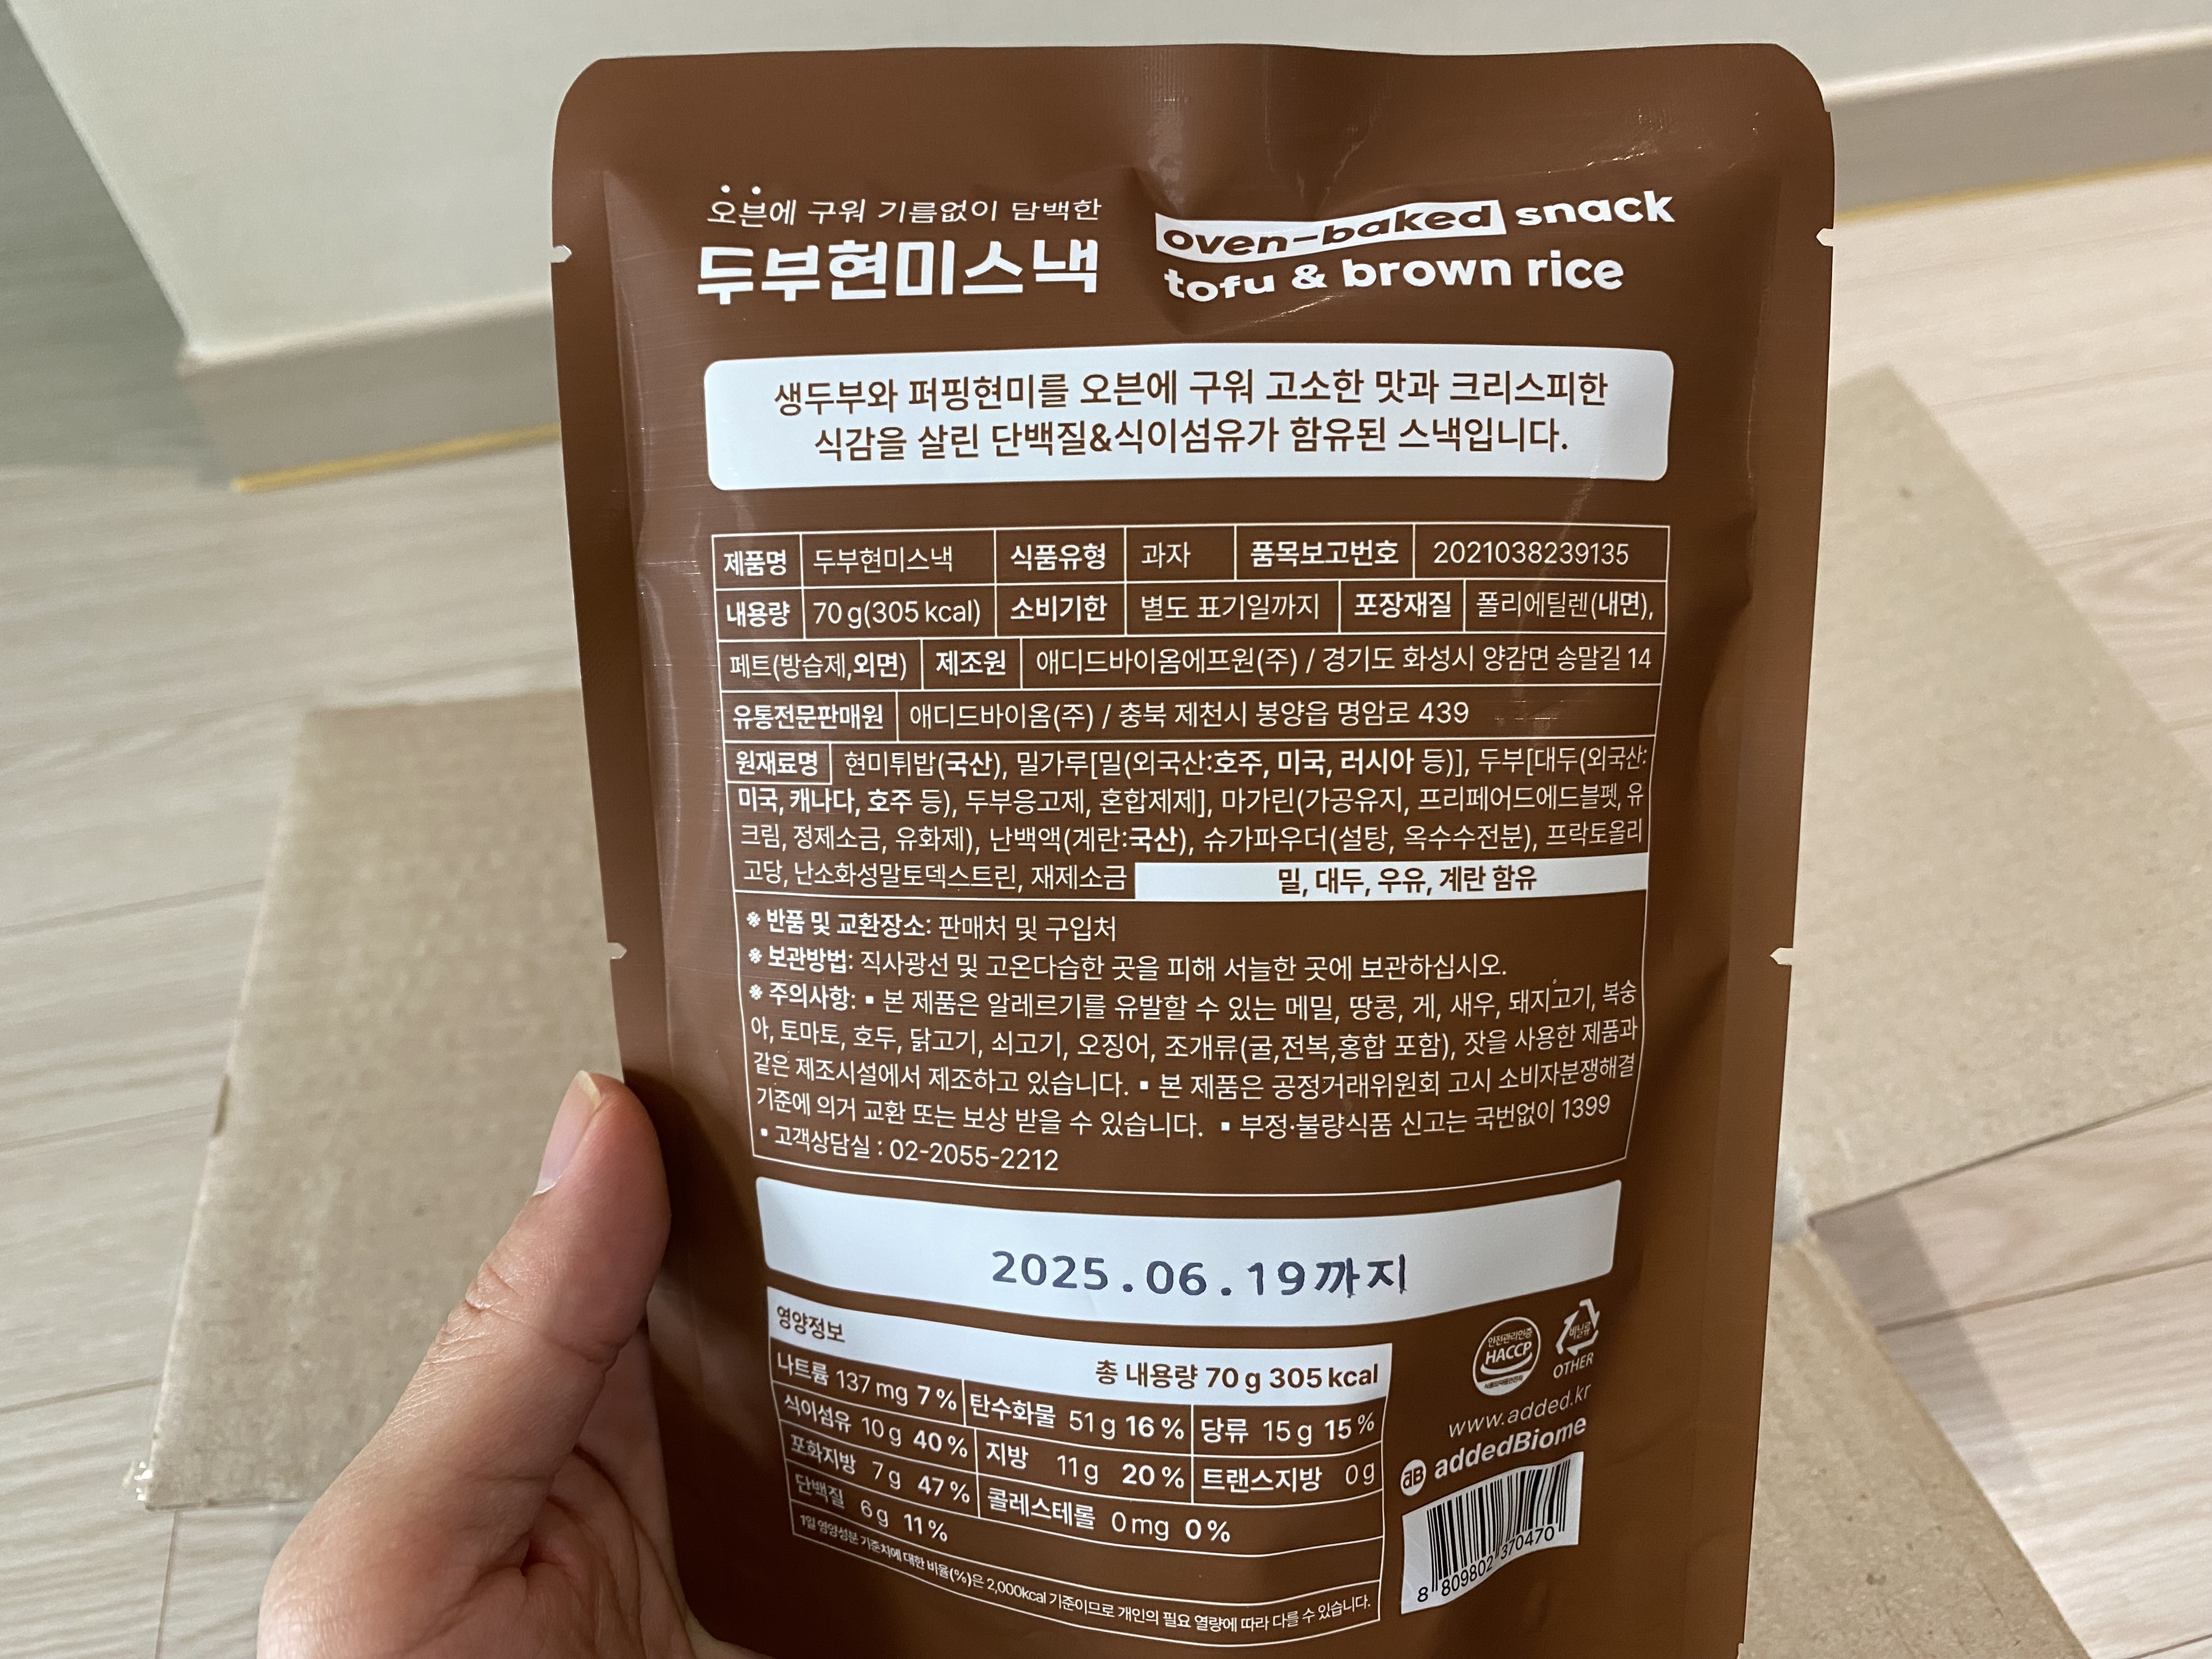 오븐에 구워 기름없이 담백한
두부현미스낵
oven-baked snack
tofu & brown rice
생두부와 퍼핑현미를 오븐에 구워 고소한 맛과 크리스피한
식감을 살린 단백질&식이섬유가 함유된 스낵입니다.
제품명 두부현미스낵 식품유형 과자 품목보고번호 2021038239135
내용량 70 g(305 kcal) 소비기한 별도 표기일까지 포장재질 폴리에틸렌(내면),
페트(방습제,외면) 제조원 애디드바이옴에프원(주) / 경기도 화성시 양감면 송말길 14
유통전문판매원 애디드바이옴(주) / 충북 제천시 봉양읍 명암로 439
원재료명 현미튀밥(국산), 밀가루[밀(외국산:호주, 미국, 러시아 등)], 두부[대두(외국산:
미국, 캐나다, 호주 등), 두부응고제, 혼합제제], 마가린(가공유지, 프리페어드에드블펫, 유
크림, 정제소금, 유화제), 난백액(계란:국산), 슈가파우더(설탕, 옥수수전분), 프락토올리
고당, 난소화성말토덱스트린, 재제소금 밀, 대두, 우유, 계란 함유
※ 반품 및 교환장소: 판매처 및 구입처
※ 보관방법: 직사광선 및 고온다습한 곳을 피해 서늘한 곳에 보관하십시오.
※ 주의사항: ▪ 본 제품은 알레르기를 유발할 수 있는 메밀, 땅콩, 게, 새우, 돼지고기, 복숭
아, 토마토, 호두, 닭고기, 쇠고기, 오징어, 조개류(굴,전복,홍합 포함), 잣을 사용한 제품과
같은 제조시설에서 제조하고 있습니다. ▪ 본 제품은 공정거래위원회 고시 소비자분쟁해결
기준에 의거 교환 또는 보상 받을 수 있습니다. ▪ 부정·불량식품 신고는 국번없이 1399
▪ 고객상담실 : 02-2055-2212
2025.06.19까지
영양정보
총 내용량 70 g 305 kcal
나트륨 137 mg 7 % 탄수화물 51 g 16 % 당류 15 g 15 %
식이섬유 10 g 40 % 지방 11 g 20 % 트랜스지방 0 g
포화지방 7 g 47 % 콜레스테롤 0 mg 0 %
단백질 6 g 11 %
1일 영양성분 기준치에 대한 비율(%)은 2,000kcal 기준이므로 개인의 필요 열량에 따라 다를 수 있습니다.
안전관리인증
HACCP
비닐류
OTHER
www.added.kr
aB addedBiome
8 809802 370470